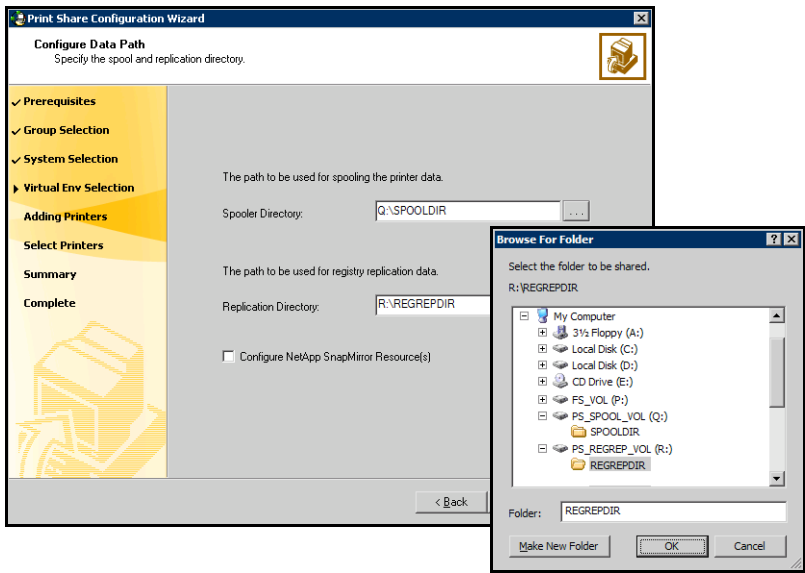 Print Share Configuration Wizard
Configure Data Path
Specify the spool and replication directory.
Prerequisites
Group Selection
System Selection
Virtual Env Selection
Adding Printers
Select Printers
Summary
Complete
The path to be used for spooling the printer data.
Spooler Directory:
Q:\SPOOLDIR
...
The path to be used for registry replication data.
Replication Directory:
R:\REGREPDIR
Configure NetApp SnapMirror Resource(s)
< Back
Browse For Folder
Select the folder to be shared.
R:\REGREPDIR
My Computer
3½ Floppy (A:)
Local Disk (C:)
Local Disk (D:)
CD Drive (E:)
FS_VOL (P:)
PS_SPOOL_VOL (Q:)
SPOOLDIR
PS_REGREP_VOL (R:)
REGREPDIR
Folder:
REGREPDIR
Make New Folder
OK
Cancel